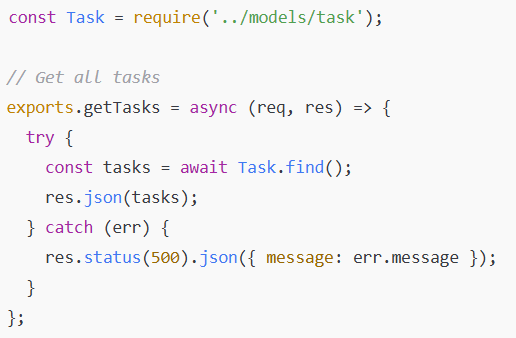 const Task = require('../models/task');

// Get all tasks
exports.getTasks = async (req, res) => {
  try {
    const tasks = await Task.find();
    res.json(tasks);
  } catch (err) {
    res.status(500).json({ message: err.message });
  }
};